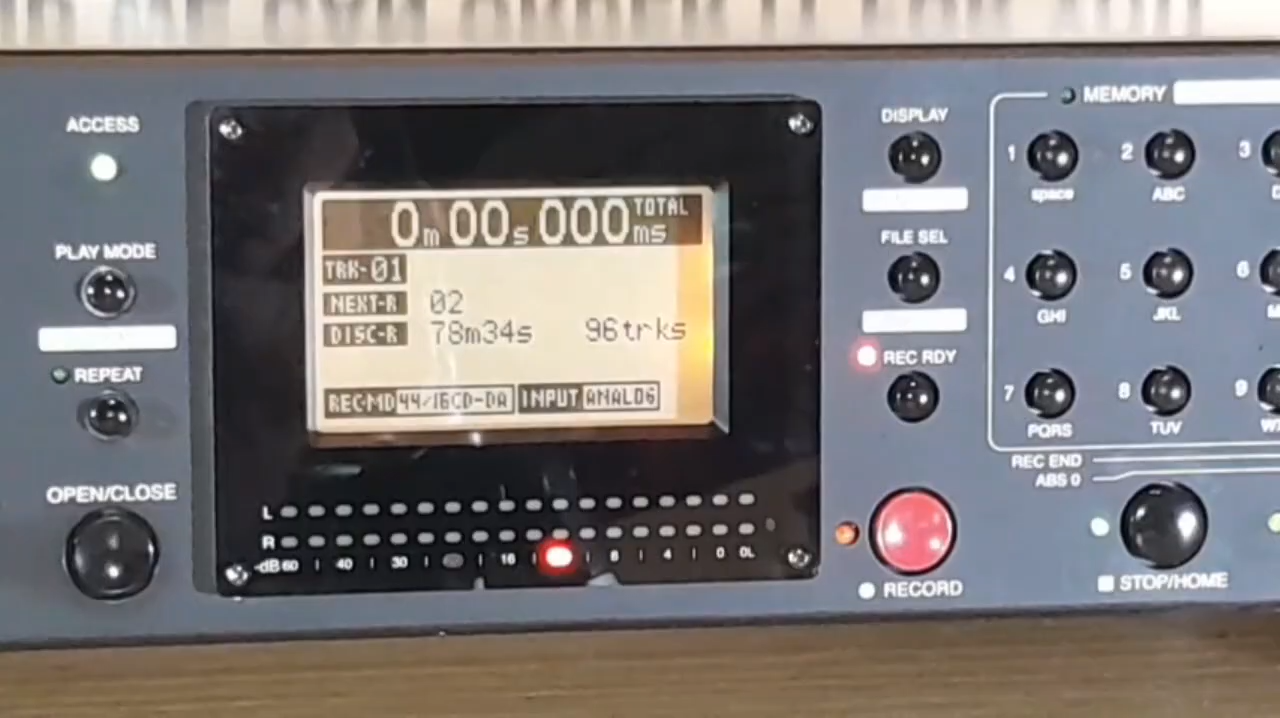 ACCESS
PLAY MODE
REPEAT
OPEN/CLOSE
0m 00s 000ms TOTAL
TRK-01
NEXT-R 02
DISC-R 78m34s 96trks
REC-MD 44/16CD-DA INPUT ANALOG
L
R
-dB 60 40 30 16 8 4 0 OL
DISPLAY
FILE SEL
REC RDY
RECORD
MEMORY
1 2 3
space ABC
4 5 6
GHI JKL
7 8 9
PQRS TUV
REC END
ABS 0
STOP/HOME